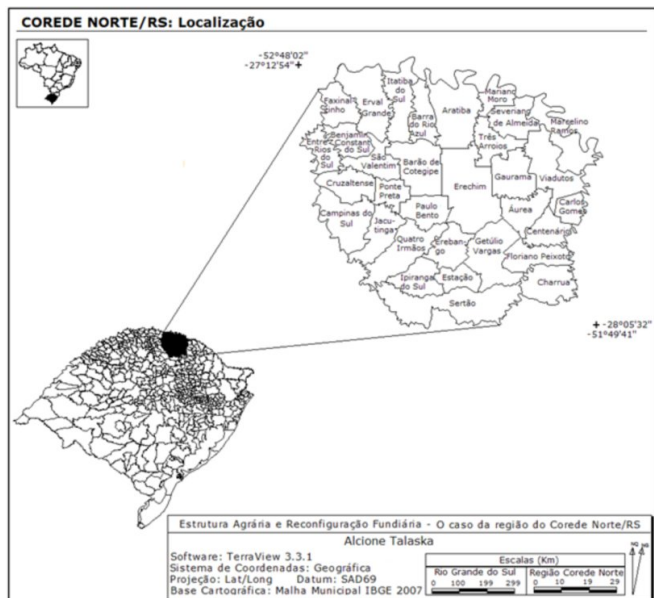 COREDE NORTE/RS: Localização
-52°48'02"
-27°12'54"
Itatiba
do
Sul
Mariano
Moro
Faxinal
zinho
Erval
Grande
Aratiba
Severiano
de Almeida
Barra
do Rio
Azul
Marcelino
Ramos
Benjamin
Constant
do Sul
Três
Arroios
Entre
Rios
do
Sul
São
Valentim
Barão de
Cotegipe
Gaurama
Viadutos
Cruzaltense
Ponte
Preta
Erechim
Carlos
Gomes
Campinas do
Sul
Paulo
Bento
Áurea
Jacu-
tinga
Centenário
Quatro
Irmãos
Ereban-
go
Getúlio
Vargas
Floriano Peixoto
Ipiranga
do Sul
Estação
Charrua
Sertão
-28°05'32"
-51°49'41"
Estrutura Agrária e Reconfiguração Fundiária - O caso da região do Corede Norte/RS
Alcione Talaska
Software: TerraView 3.3.1
Sistema de Coordenadas: Geográfica
Projeção: Lat/Long Datum: SAD69
Base Cartográfica: Malha Municipal IBGE 2007
Escalas (Km)
Rio Grande do Sul Região Corede Norte
0 100 199 299 0 10 19 29